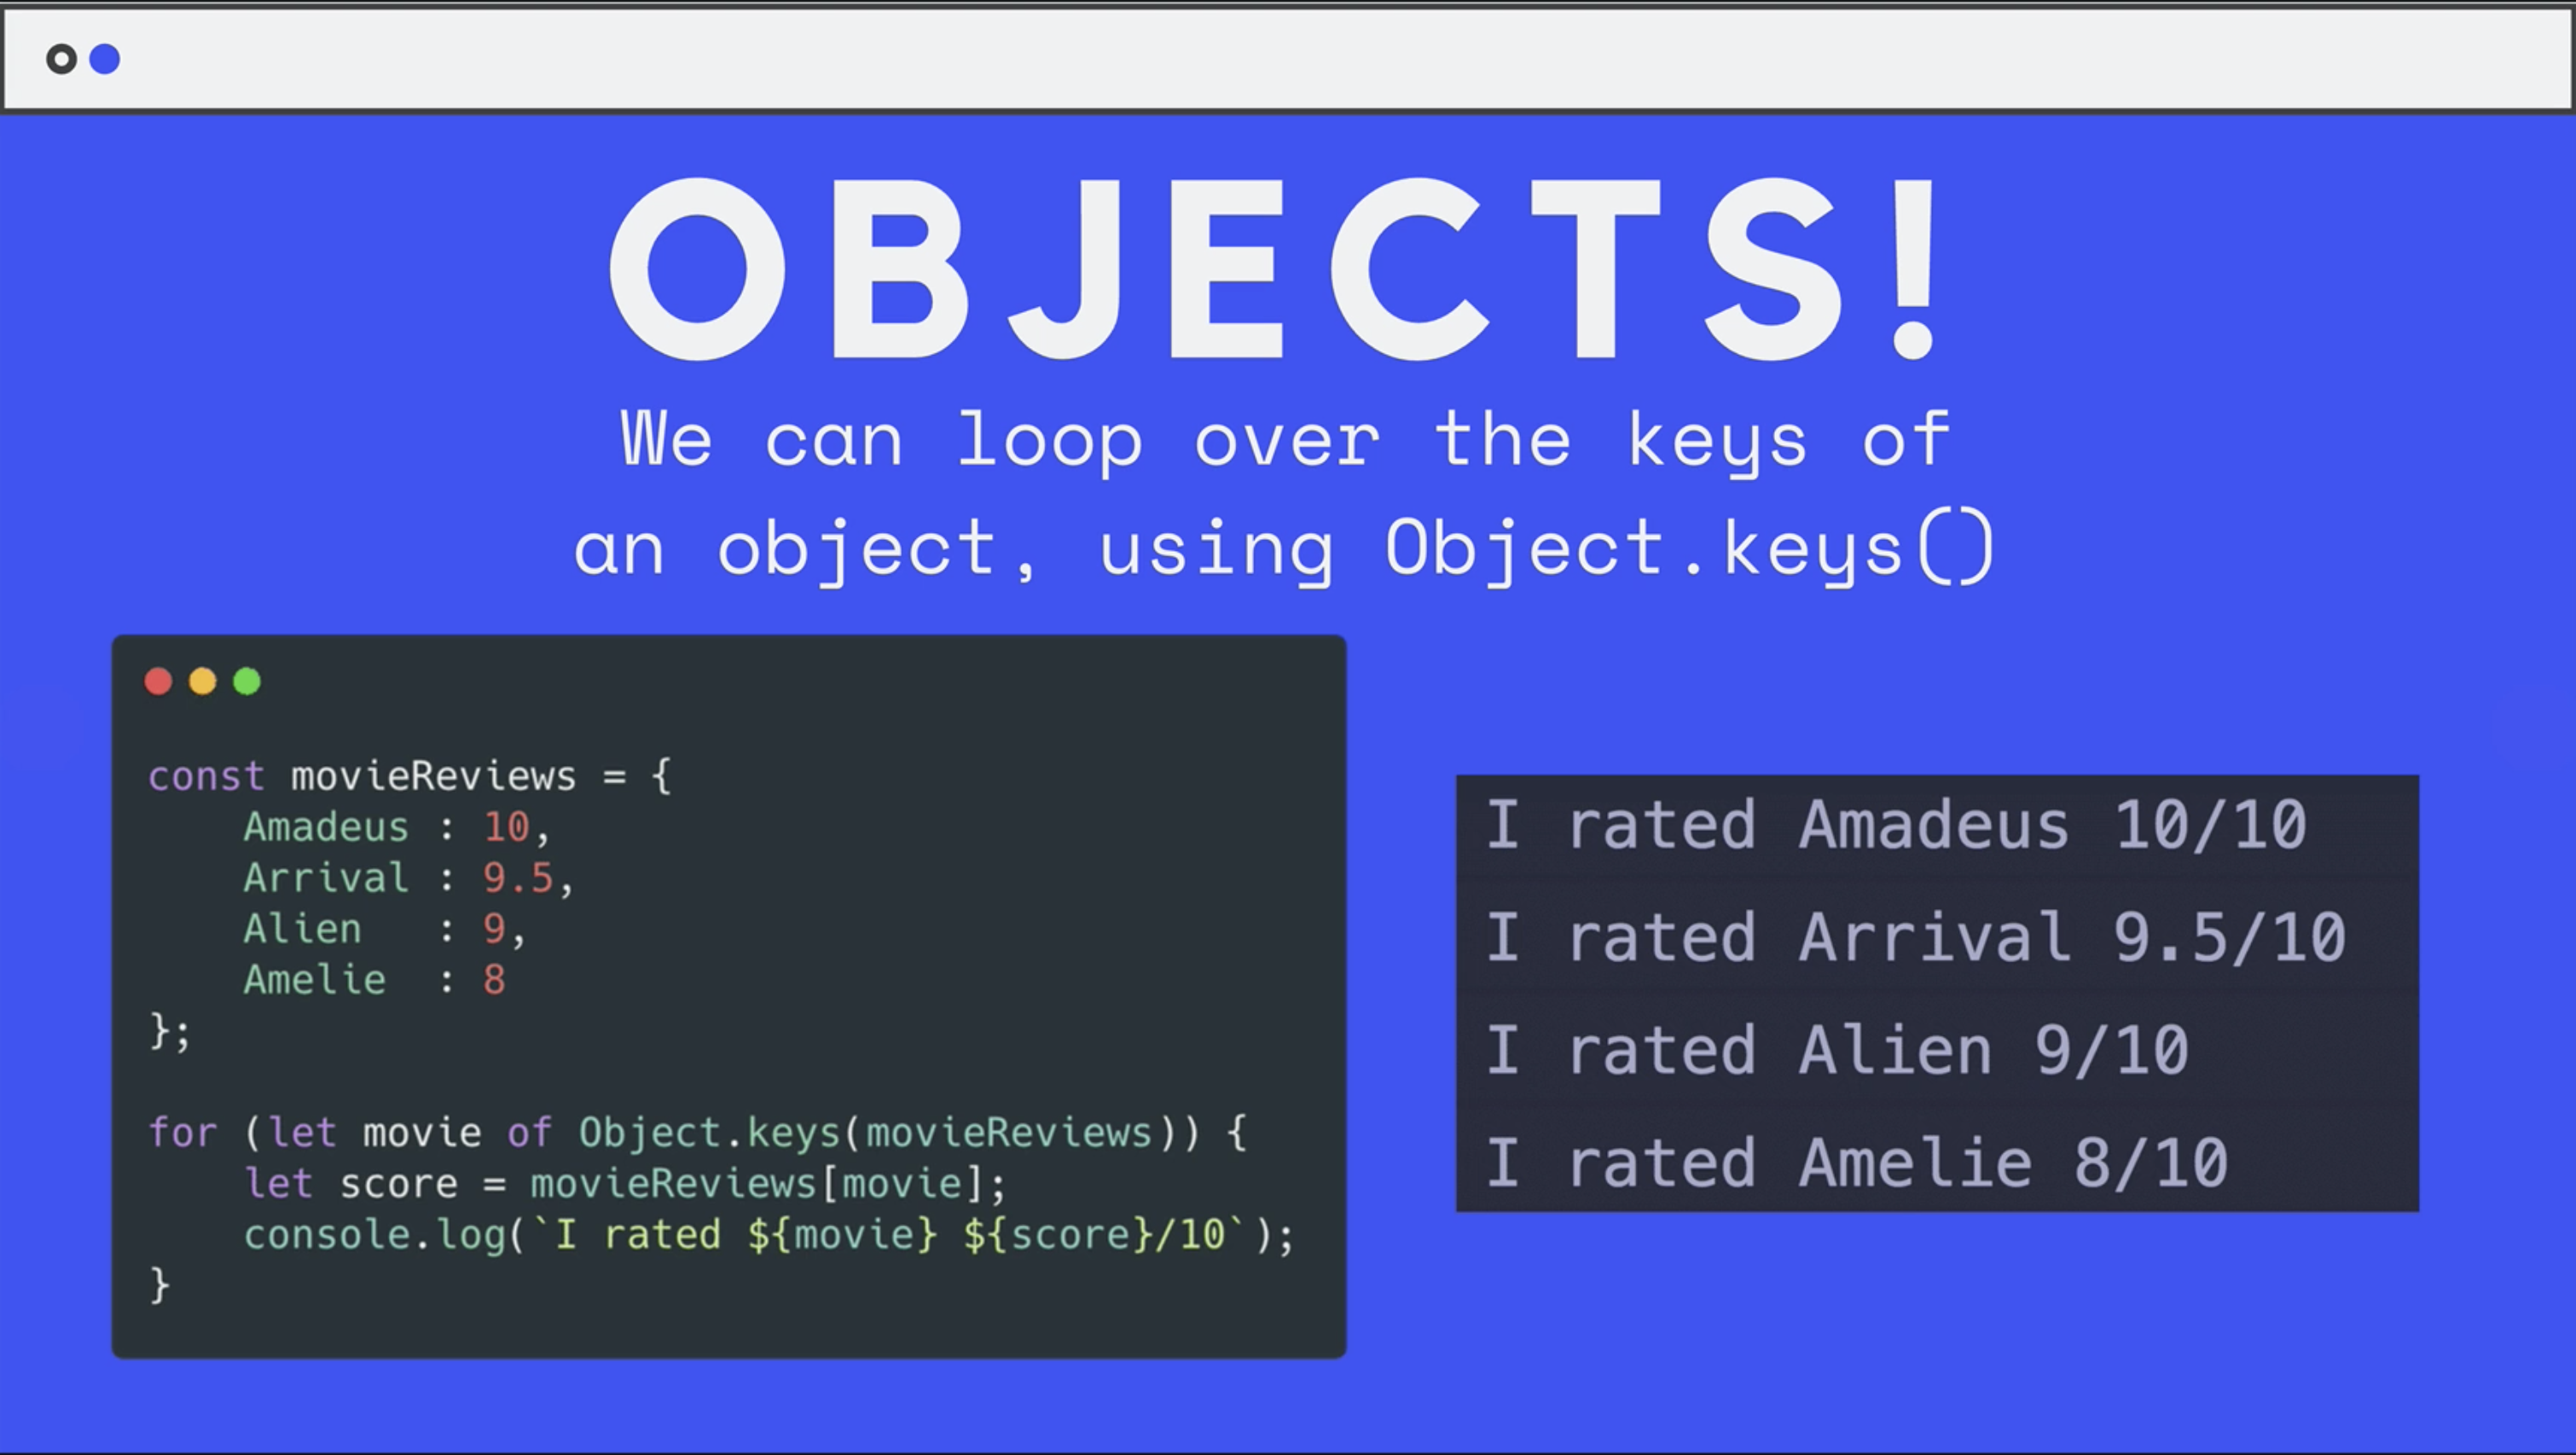 OBJECTS!
We can loop over the keys of
an object, using Object.keys()
const movieReviews = {
    Amadeus : 10,
    Arrival : 9.5,
    Alien   : 9,
    Amelie  : 8
};
for (let movie of Object.keys(movieReviews)) {
    let score = movieReviews[movie];
    console.log(`I rated ${movie} ${score}/10`);
}
I rated Amadeus 10/10
I rated Arrival 9.5/10
I rated Alien 9/10
I rated Amelie 8/10